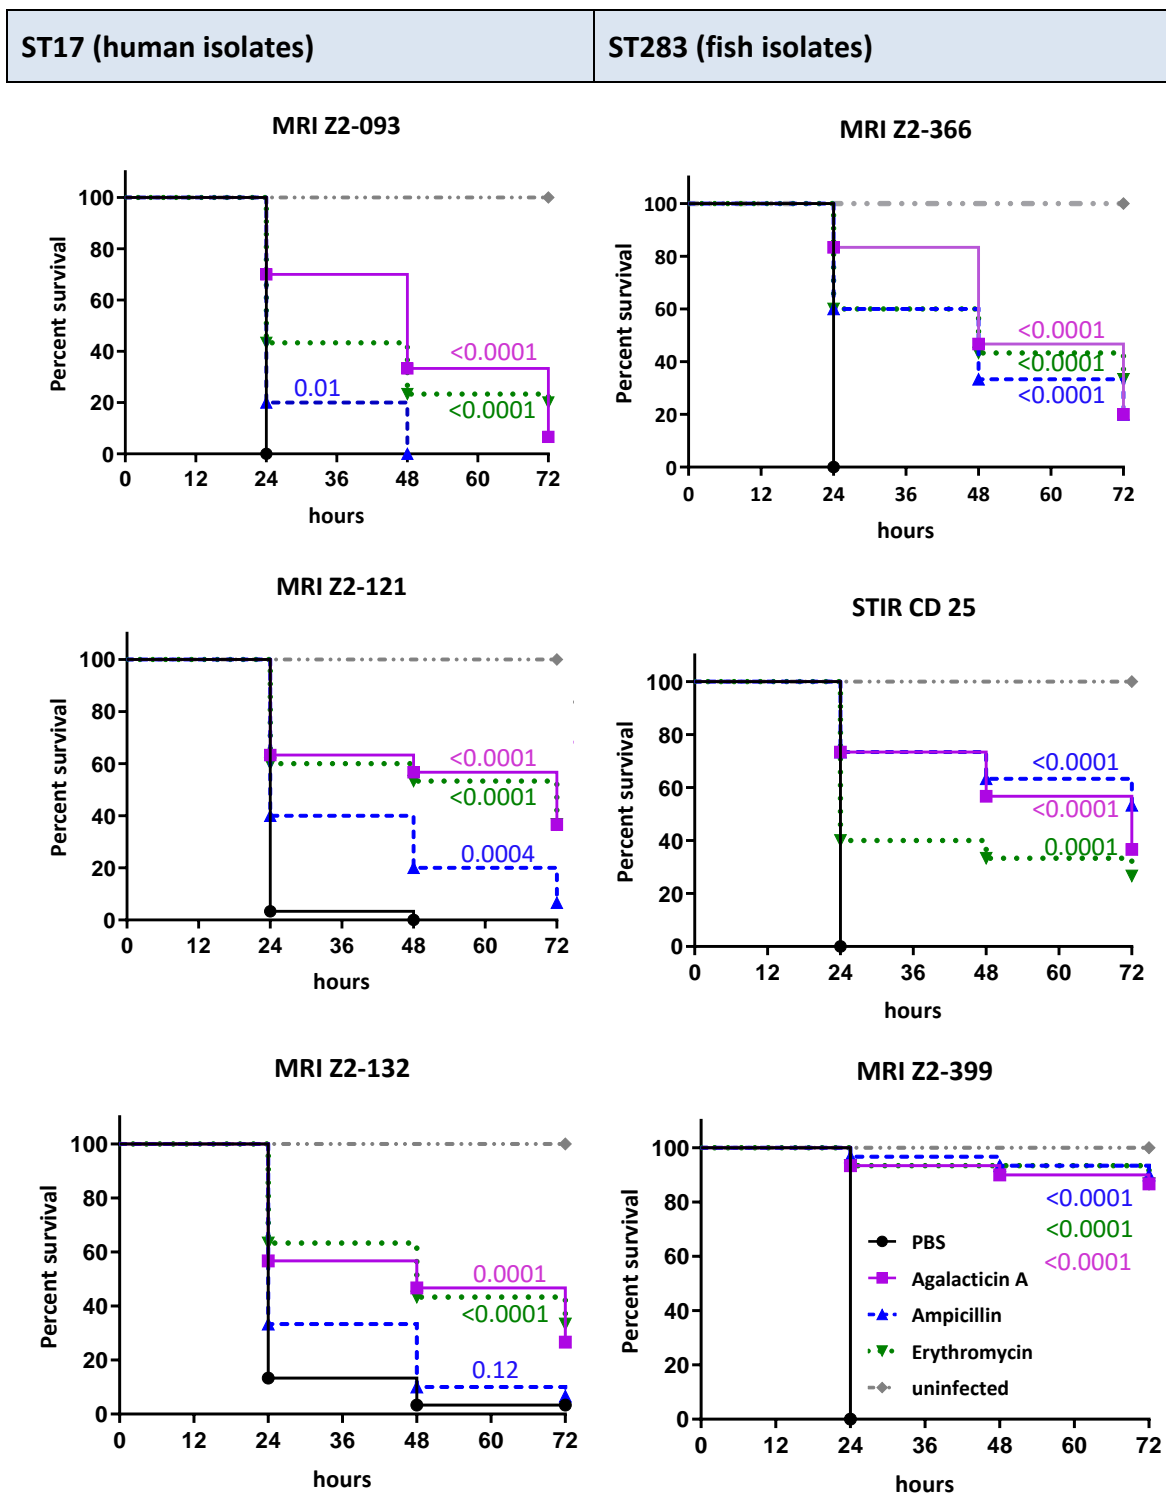 ST17 (human isolates)
ST283 (fish isolates)
MRI Z2-093
Percent survival
100
80
60
40
20
0
<0.0001
0.01
<0.0001
0 12 24 36 48 60 72
hours
MRI Z2-366
Percent survival
100
80
60
40
20
0
<0.0001
<0.0001
<0.0001
0 12 24 36 48 60 72
hours
MRI Z2-121
Percent survival
100
80
60
40
20
0
<0.0001
<0.0001
0.0004
0 12 24 36 48 60 72
hours
STIR CD 25
Percent survival
100
80
60
40
20
0
<0.0001
<0.0001
0.0001
0 12 24 36 48 60 72
hours
MRI Z2-132
Percent survival
100
80
60
40
20
0
0.0001
<0.0001
0.12
0 12 24 36 48 60 72
hours
MRI Z2-399
Percent survival
100
80
60
40
20
0
<0.0001
<0.0001
<0.0001
PBS
Agalacticin A
Ampicillin
Erythromycin
uninfected
0 12 24 36 48 60 72
hours